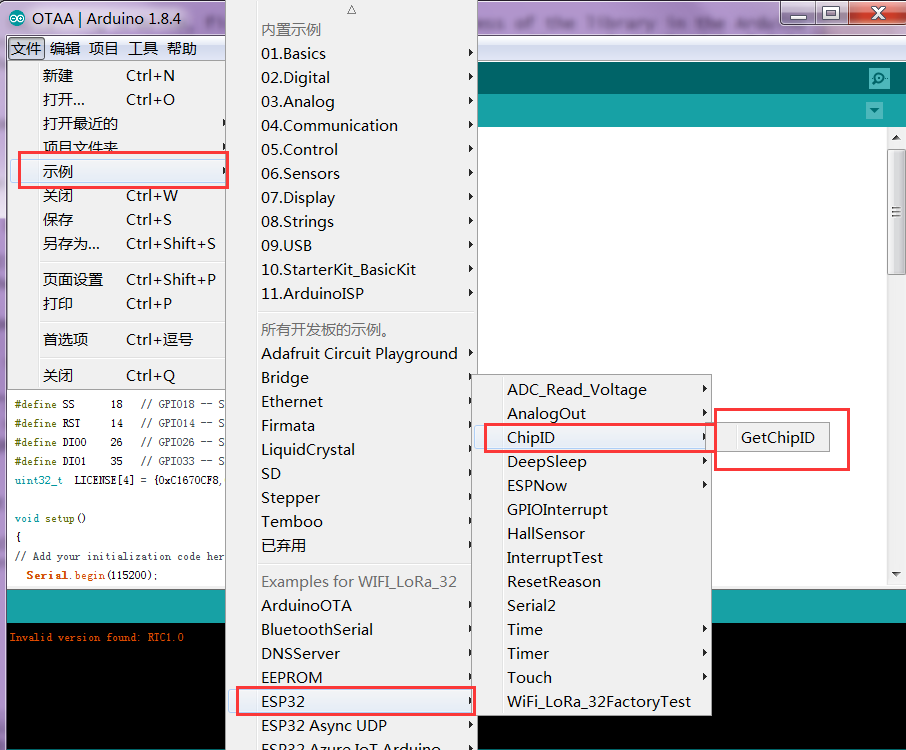 OTAA | Arduino 1.8.4
ess of the library in the Ardu
文件 编辑 项目 工具 帮助
新建 Ctrl+N
打开... Ctrl+O
打开最近的
项目文件夹
示例
关闭 Ctrl+W
保存 Ctrl+S
另存为... Ctrl+Shift+S
页面设置 Ctrl+Shift+P
打印 Ctrl+P
首选项 Ctrl+逗号
关闭 Ctrl+Q
#define SS 18 // GPIO18 -- S
#define RST 14 // GPIO14 -- S
#define DI00 26 // GPIO26 -- S
#define DIO1 35 // GPIO33 -- S
uint32_t LICENSE[4] = {0xC1670CF8,
void setup()
{
// Add your initialization code her
Serial.begin(115200);
Invalid version found: RTC1.0
内置示例
01.Basics
02.Digital
03.Analog
04.Communication
05.Control
06.Sensors
07.Display
08.Strings
09.USB
10.StarterKit_BasicKit
11.ArduinoISP
所有开发板的示例。
Adafruit Circuit Playground
Bridge
Ethernet
Firmata
LiquidCrystal
SD
Stepper
Temboo
已弃用
Examples for WIFI_LoRa_32
ArduinoOTA
BluetoothSerial
DNSServer
EEPROM
ESP32
ESP32 Async UDP
ESP32 Azure IoT Arduino
ADC_Read_Voltage
AnalogOut
ChipID
DeepSleep
ESPNow
GPIOInterrupt
HallSensor
InterruptTest
ResetReason
Serial2
Time
Timer
Touch
WiFi_LoRa_32FactoryTest
GetChipID